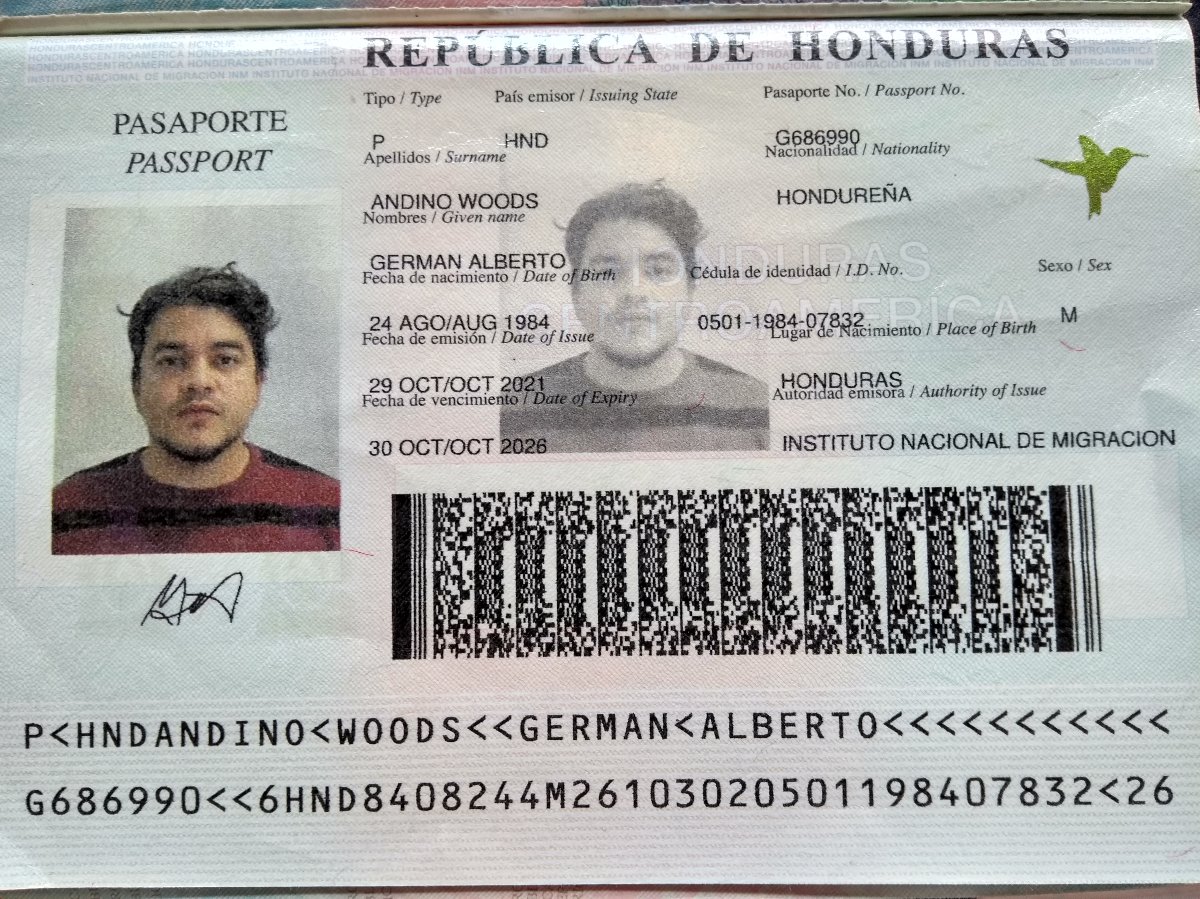 REPÚBLICA DE HONDURAS
PASAPORTE
PASSPORT
Tipo / Type
País emisor / Issuing State
Pasaporte No. / Passport No.
P
HND
G686990
Apellidos / Surname
Nacionalidad / Nationality
ANDINO WOODS
HONDUREÑA
Nombres / Given name
GERMAN ALBERTO
HONDURAS
CENTROAMERICA
Fecha de nacimiento / Date of Birth
Cédula de identidad / I.D. No.
Sexo / Sex
24 AGO/AUG 1984
0501-1984-07832
M
Fecha de emisión / Date of Issue
Lugar de Nacimiento / Place of Birth
29 OCT/OCT 2021
HONDURAS
Fecha de vencimiento / Date of Expiry
Autoridad emisora / Authority of Issue
30 OCT/OCT 2026
INSTITUTO NACIONAL DE MIGRACION
P<HNDANDINO<WOODS<<GERMAN<ALBERTO<<<<<<<<<<<
G686990<<6HND8408244M26103020501198407832<26